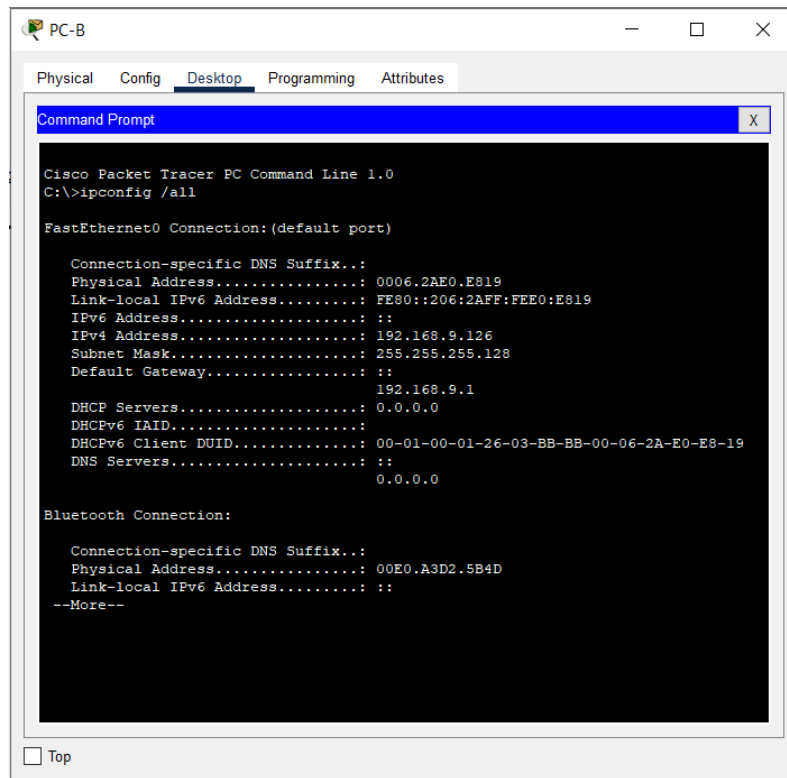 PC-B
Physical Config Desktop Programming Attributes
Command Prompt X
Cisco Packet Tracer PC Command Line 1.0
C:\>ipconfig /all
FastEthernet0 Connection:(default port)
Connection-specific DNS Suffix..:
Physical Address................: 0006.2AE0.E819
Link-local IPv6 Address.........: FE80::206:2AFF:FEE0:E819
IPv6 Address....................: ::
IPv4 Address....................: 192.168.9.126
Subnet Mask.....................: 255.255.255.128
Default Gateway.................: ::
192.168.9.1
DHCP Servers....................: 0.0.0.0
DHCPv6 IAID.....................:
DHCPv6 Client DUID..............: 00-01-00-01-26-03-BB-BB-00-06-2A-E0-E8-19
DNS Servers.....................: ::
0.0.0.0
Bluetooth Connection:
Connection-specific DNS Suffix..:
Physical Address................: 00E0.A3D2.5B4D
Link-local IPv6 Address.........: ::
--More--
Top